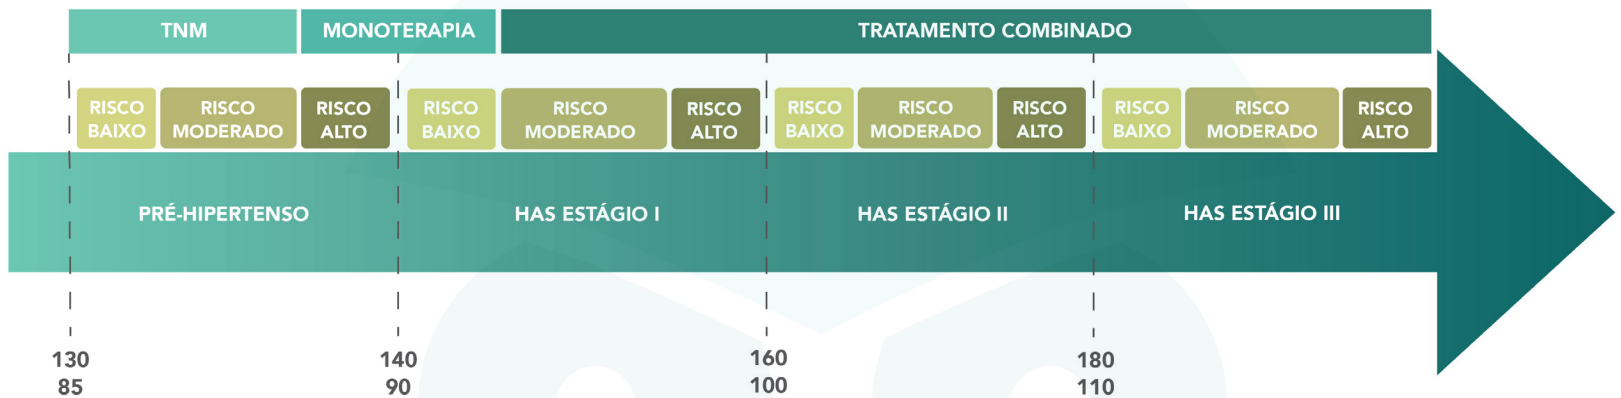 TNM
MONOTERAPIA
TRATAMENTO COMBINADO
RISCO
BAIXO
RISCO
MODERADO
RISCO
ALTO
RISCO
BAIXO
RISCO
MODERADO
RISCO
ALTO
RISCO
BAIXO
RISCO
MODERADO
RISCO
ALTO
RISCO
BAIXO
RISCO
MODERADO
RISCO
ALTO
PRÉ-HIPERTENSO
HAS ESTÁGIO I
HAS ESTÁGIO II
HAS ESTÁGIO III
130
85
140
90
160
100
180
110